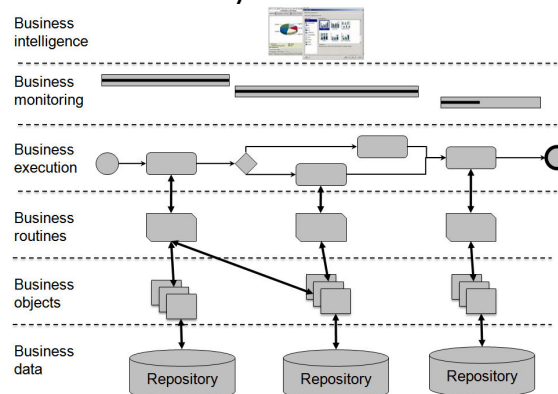 Business
intelligence
Business
monitoring
Business
execution
Business
routines
Business
objects
Business
data
Repository
Repository
Repository